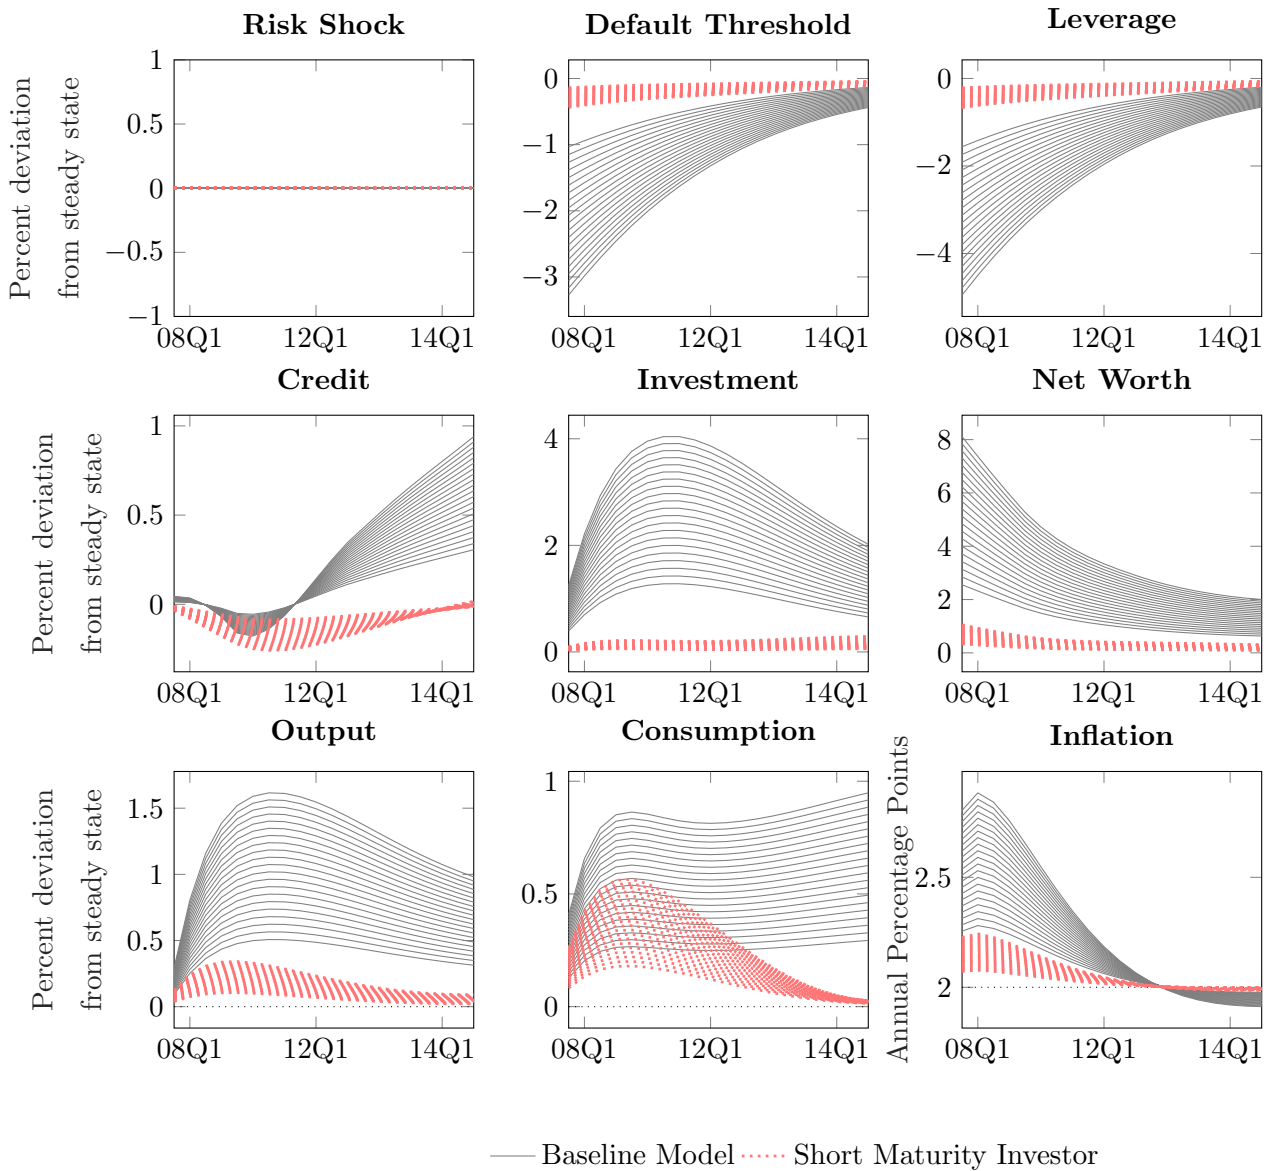 Risk Shock
Default Threshold
Leverage
Percent deviation
from steady state
1
0.5
0
−0.5
−1
08Q1 12Q1 14Q1
0
−1
−2
−3
08Q1 12Q1 14Q1
0
−2
−4
08Q1 12Q1 14Q1
Credit
Investment
Net Worth
Percent deviation
from steady state
1
0.5
0
08Q1 12Q1 14Q1
4
2
0
08Q1 12Q1 14Q1
8
6
4
2
0
08Q1 12Q1 14Q1
Output
Consumption
Inflation
Percent deviation
from steady state
1.5
1
0.5
0
08Q1 12Q1 14Q1
1
0.5
0
08Q1 12Q1 14Q1
Annual Percentage Points
2.5
2
08Q1 12Q1 14Q1
Baseline Model Short Maturity Investor